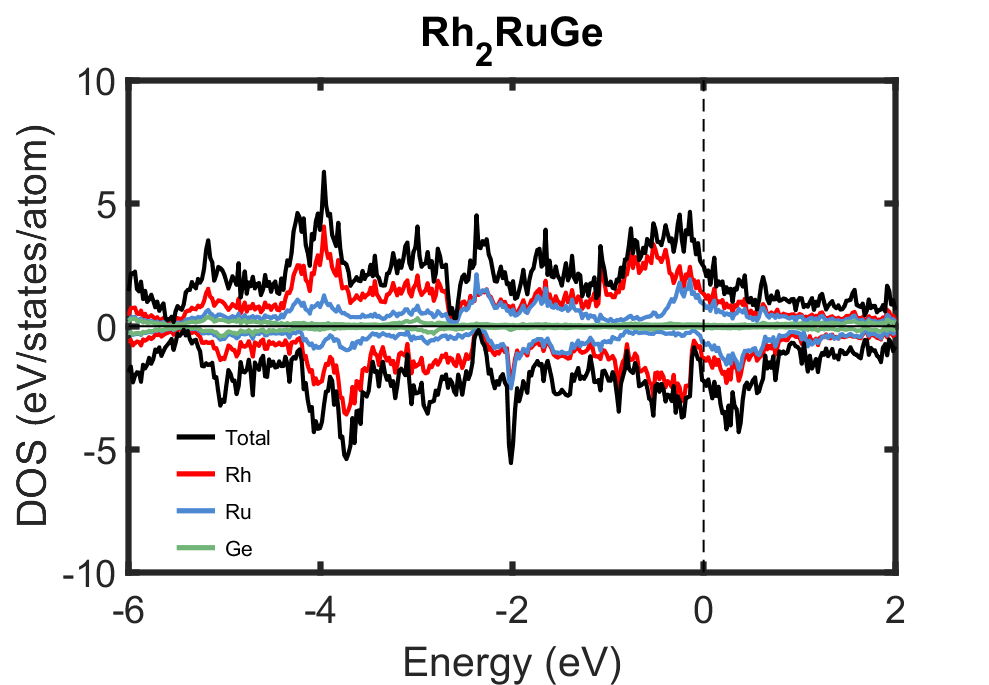 Rh₂RuGe
10
5
0
-5
-10
DOS (eV/states/atom)
Total
Rh
Ru
Ge
-6 -4 -2 0 2
Energy (eV)